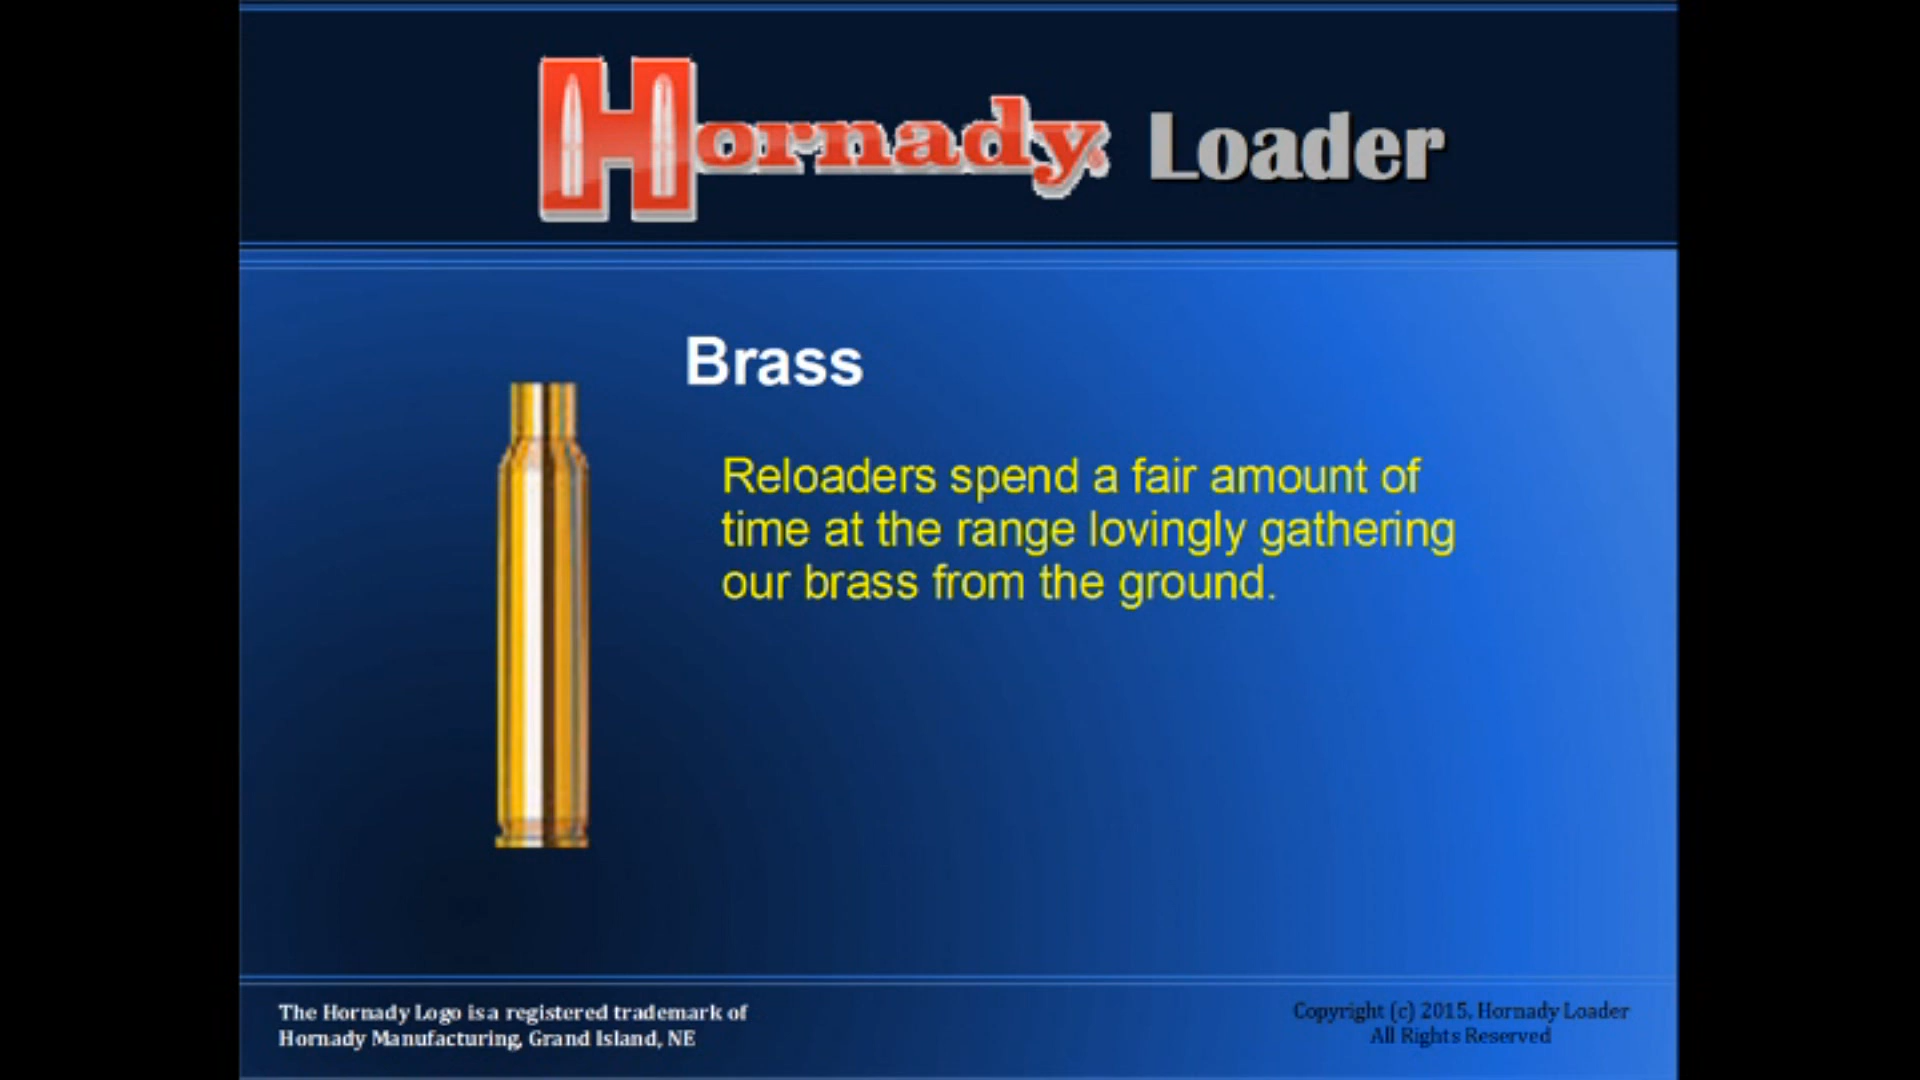 Hornady® Loader
Brass
Reloaders spend a fair amount of
time at the range lovingly gathering
our brass from the ground.
The Hornady Logo is a registered trademark of
Hornady Manufacturing, Grand Island, NE
Copyright (c) 2015, Hornady Loader
All Rights Reserved